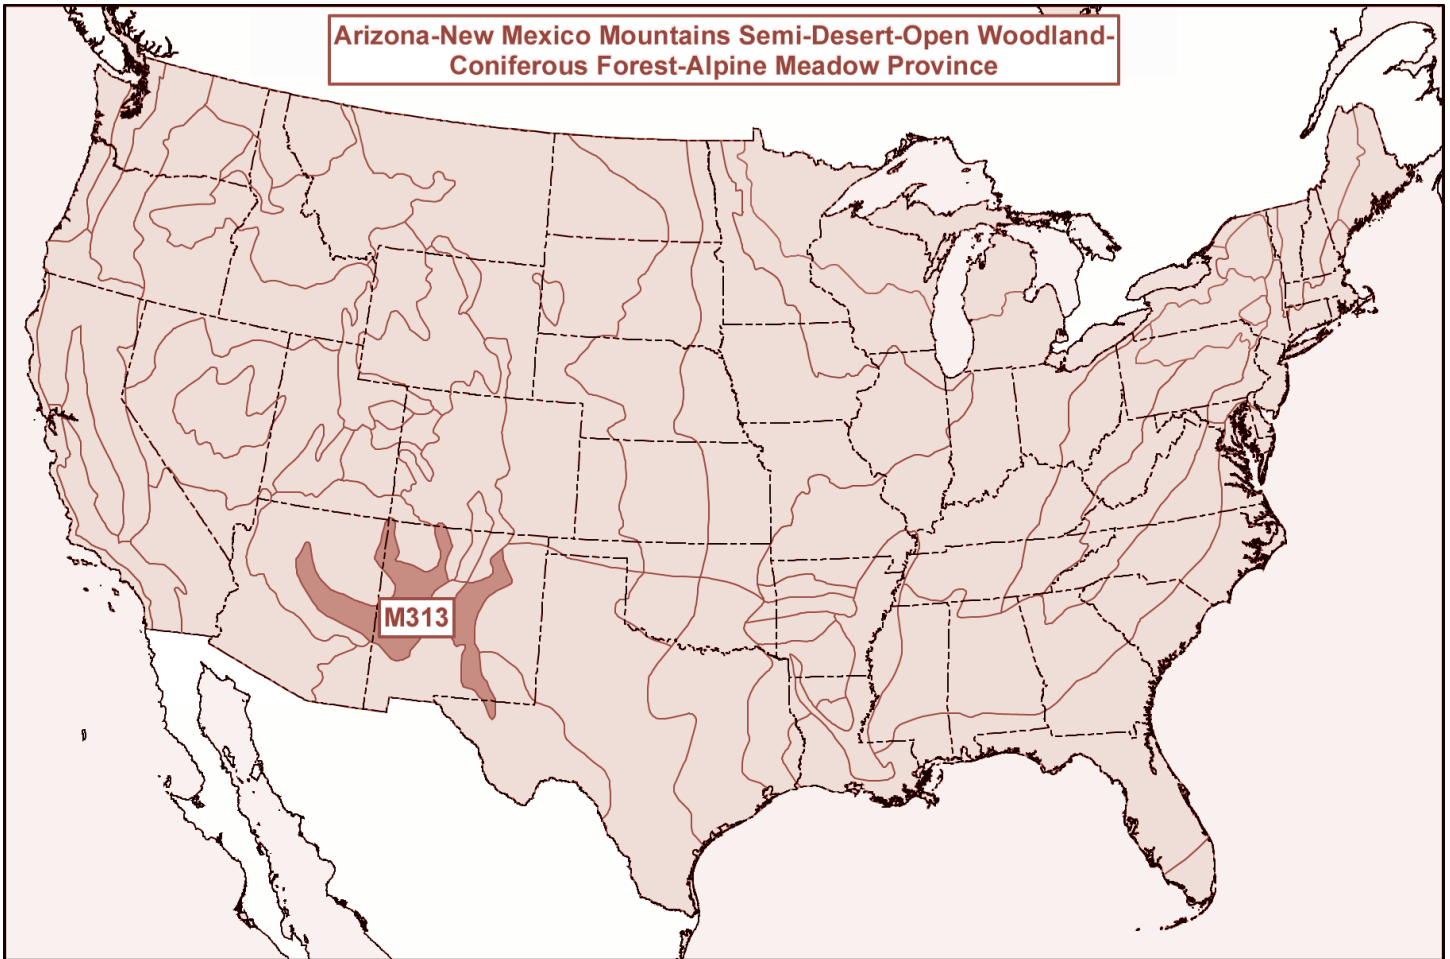 Arizona-New Mexico Mountains Semi-Desert-Open Woodland-
Coniferous Forest-Alpine Meadow Province
M313